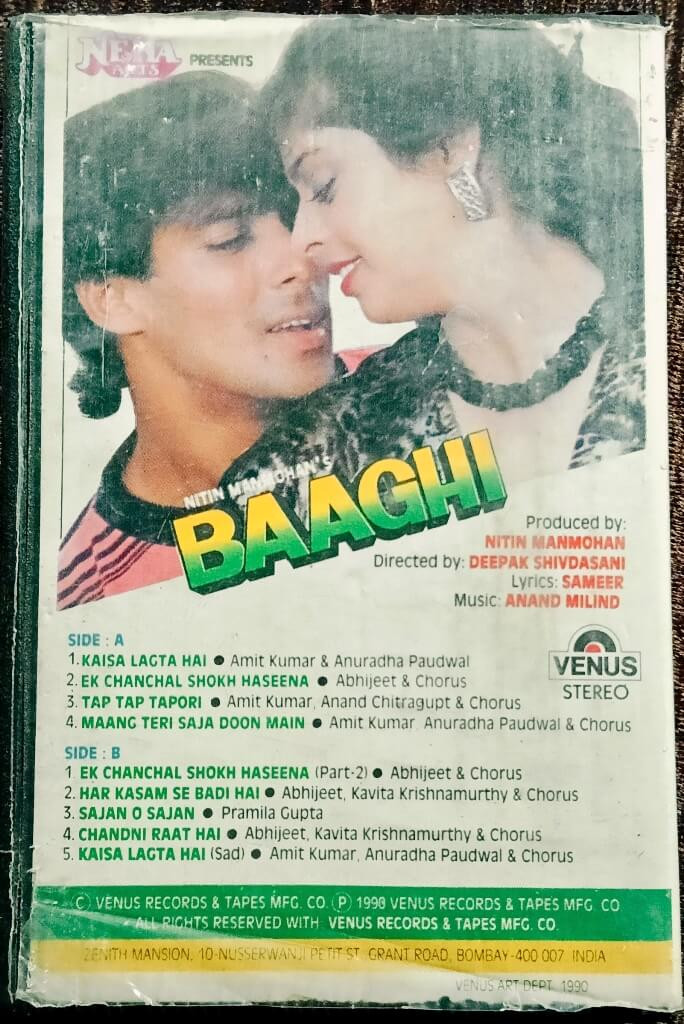 NEHA
ARTS
PRESENTS
NITIN MANMOHAN'S
BAAGHI
Produced by:
NITIN MANMOHAN
Directed by: DEEPAK SHIVDASANI
Lyrics: SAMEER
Music: ANAND MILIND
SIDE : A
1. KAISA LAGTA HAI ● Amit Kumar & Anuradha Paudwal
2. EK CHANCHAL SHOKH HASEENA ● Abhijeet & Chorus
3. TAP TAP TAPORI ● Amit Kumar, Anand Chitragupt & Chorus
4. MAANG TERI SAJA DOON MAIN ● Amit Kumar, Anuradha Paudwal & Chorus
VENUS
STEREO
SIDE : B
1. EK CHANCHAL SHOKH HASEENA (Part-2) ● Abhijeet & Chorus
2. HAR KASAM SE BADI HAI ● Abhijeet, Kavita Krishnamurthy & Chorus
3. SAJAN O SAJAN ● Pramila Gupta
4. CHANDNI RAAT HAI ● Abhijeet, Kavita Krishnamurthy & Chorus
5. KAISA LAGTA HAI (Sad) ● Amit Kumar, Anuradha Paudwal & Chorus
Ⓒ VENUS RECORDS & TAPES MFG. CO. Ⓟ 1990 VENUS RECORDS & TAPES MFG. CO
ALL RIGHTS RESERVED WITH VENUS RECORDS & TAPES MFG. CO.
ZENITH MANSION, 10-NUSSERWANJI PETIT ST. GRANT ROAD, BOMBAY-400 007. INDIA
VENUS ART DEPT. 1990